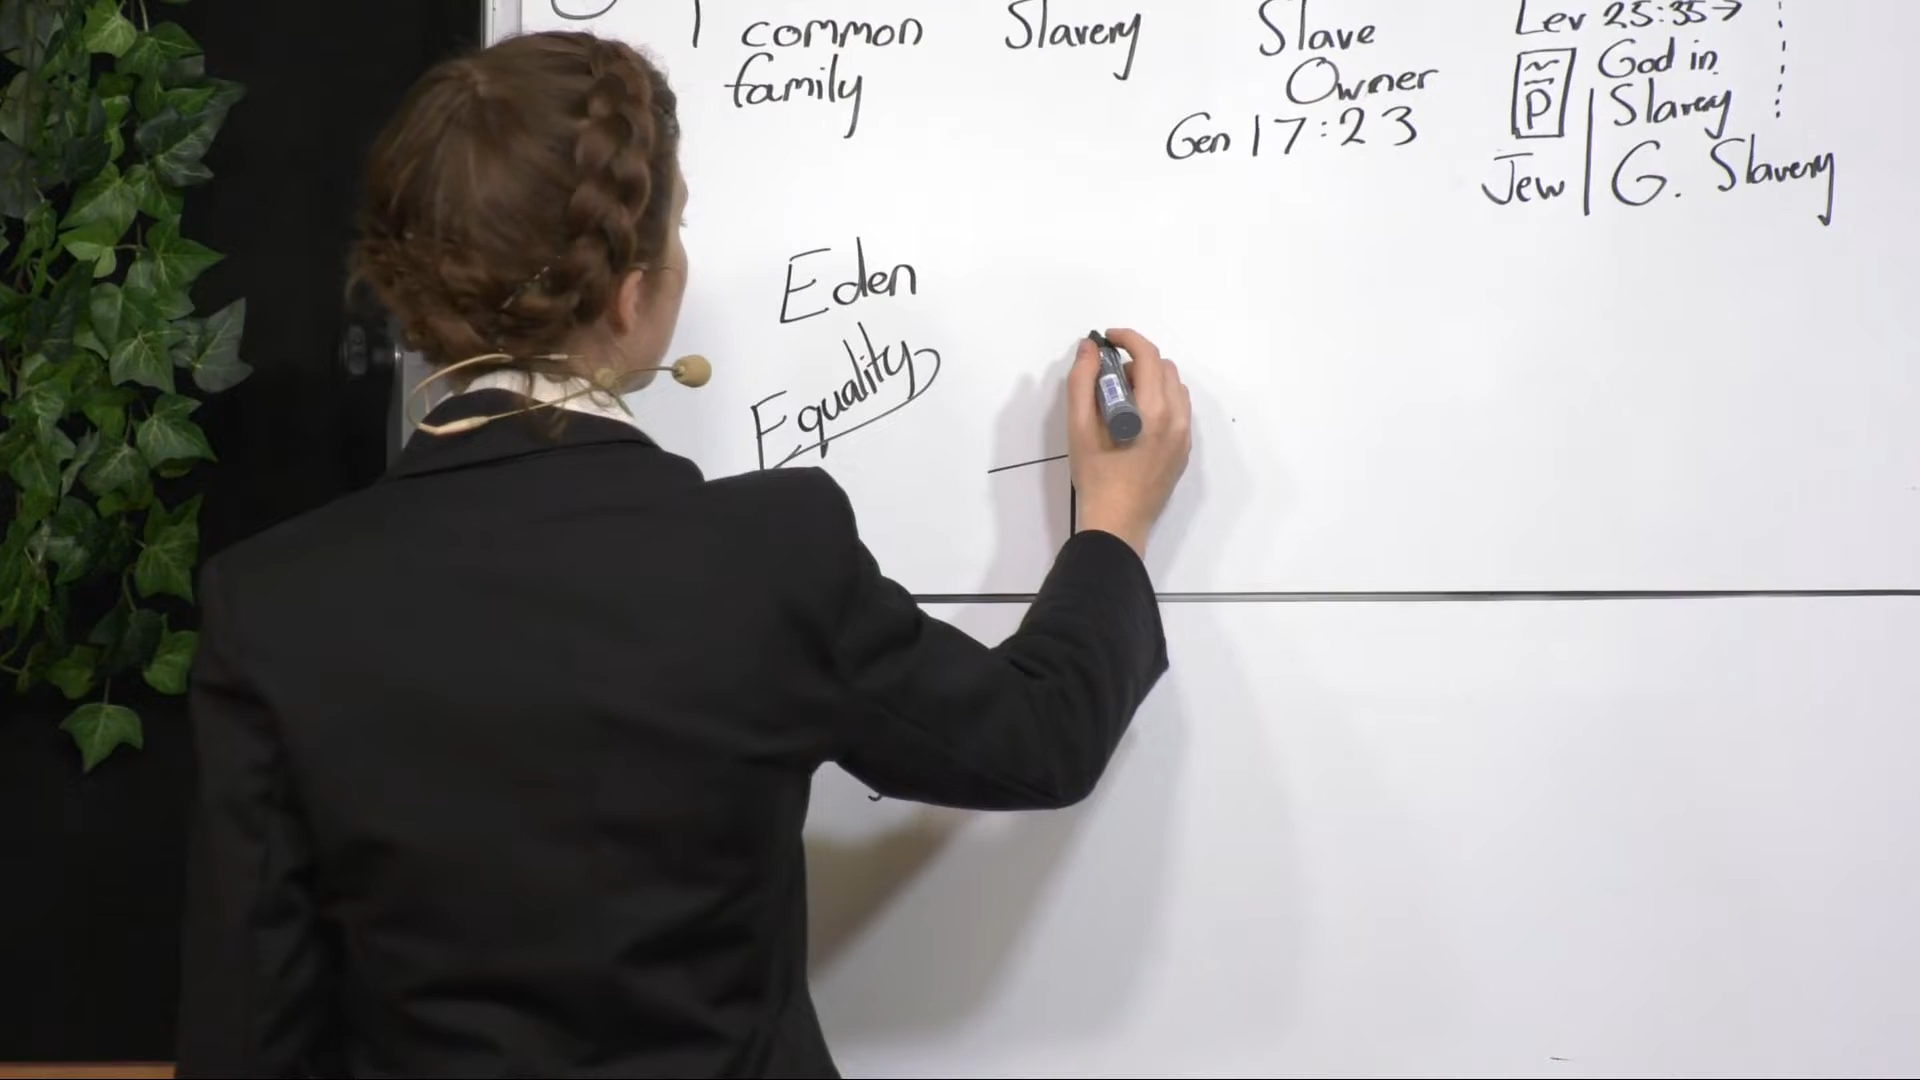 common family
Slavery
Slave Owner
Gen 17:23
Lev 25:35→
P
God in Slavery
Jew
G. Slavery
Eden
Equality